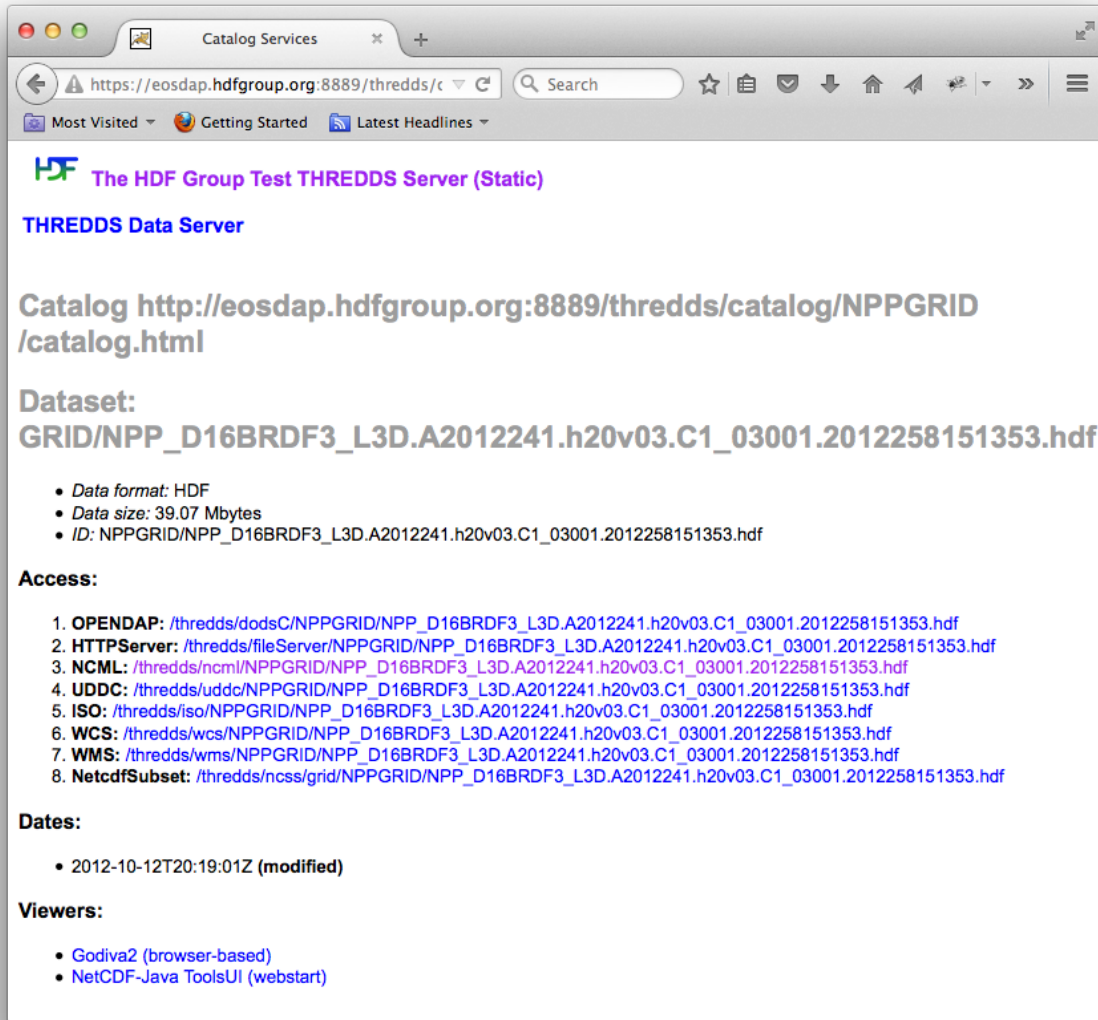 Catalog Services
https://eosdap.hdfgroup.org:8889/thredds/c
Search
Most Visited
Getting Started
Latest Headlines
HDF
The HDF Group Test THREDDS Server (Static)
THREDDS Data Server
Catalog http://eosdap.hdfgroup.org:8889/thredds/catalog/NPPGRID
/catalog.html
Dataset:
GRID/NPP_D16BRDF3_L3D.A2012241.h20v03.C1_03001.2012258151353.hdf
• Data format: HDF
• Data size: 39.07 Mbytes
• ID: NPPGRID/NPP_D16BRDF3_L3D.A2012241.h20v03.C1_03001.2012258151353.hdf
Access:
1. OPENDAP: /thredds/dodsC/NPPGRID/NPP_D16BRDF3_L3D.A2012241.h20v03.C1_03001.2012258151353.hdf
2. HTTPServer: /thredds/fileServer/NPPGRID/NPP_D16BRDF3_L3D.A2012241.h20v03.C1_03001.2012258151353.hdf
3. NCML: /thredds/ncml/NPPGRID/NPP_D16BRDF3_L3D.A2012241.h20v03.C1_03001.2012258151353.hdf
4. UDDC: /thredds/uddc/NPPGRID/NPP_D16BRDF3_L3D.A2012241.h20v03.C1_03001.2012258151353.hdf
5. ISO: /thredds/iso/NPPGRID/NPP_D16BRDF3_L3D.A2012241.h20v03.C1_03001.2012258151353.hdf
6. WCS: /thredds/wcs/NPPGRID/NPP_D16BRDF3_L3D.A2012241.h20v03.C1_03001.2012258151353.hdf
7. WMS: /thredds/wms/NPPGRID/NPP_D16BRDF3_L3D.A2012241.h20v03.C1_03001.2012258151353.hdf
8. NetcdfSubset: /thredds/ncss/grid/NPPGRID/NPP_D16BRDF3_L3D.A2012241.h20v03.C1_03001.2012258151353.hdf
Dates:
• 2012-10-12T20:19:01Z (modified)
Viewers:
• Godiva2 (browser-based)
• NetCDF-Java ToolsUI (webstart)